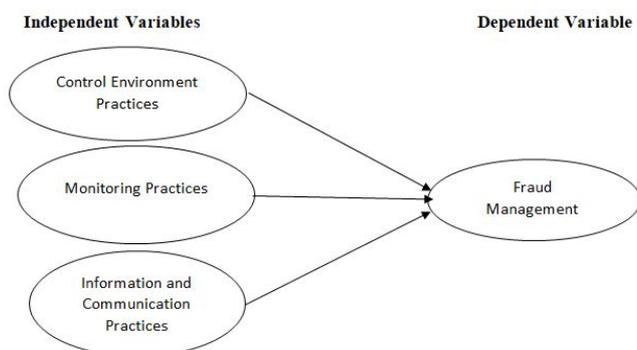 Independent Variables
Dependent Variable
Control Environment
Practices
Monitoring Practices
Fraud
Management
Information and
Communication
Practices